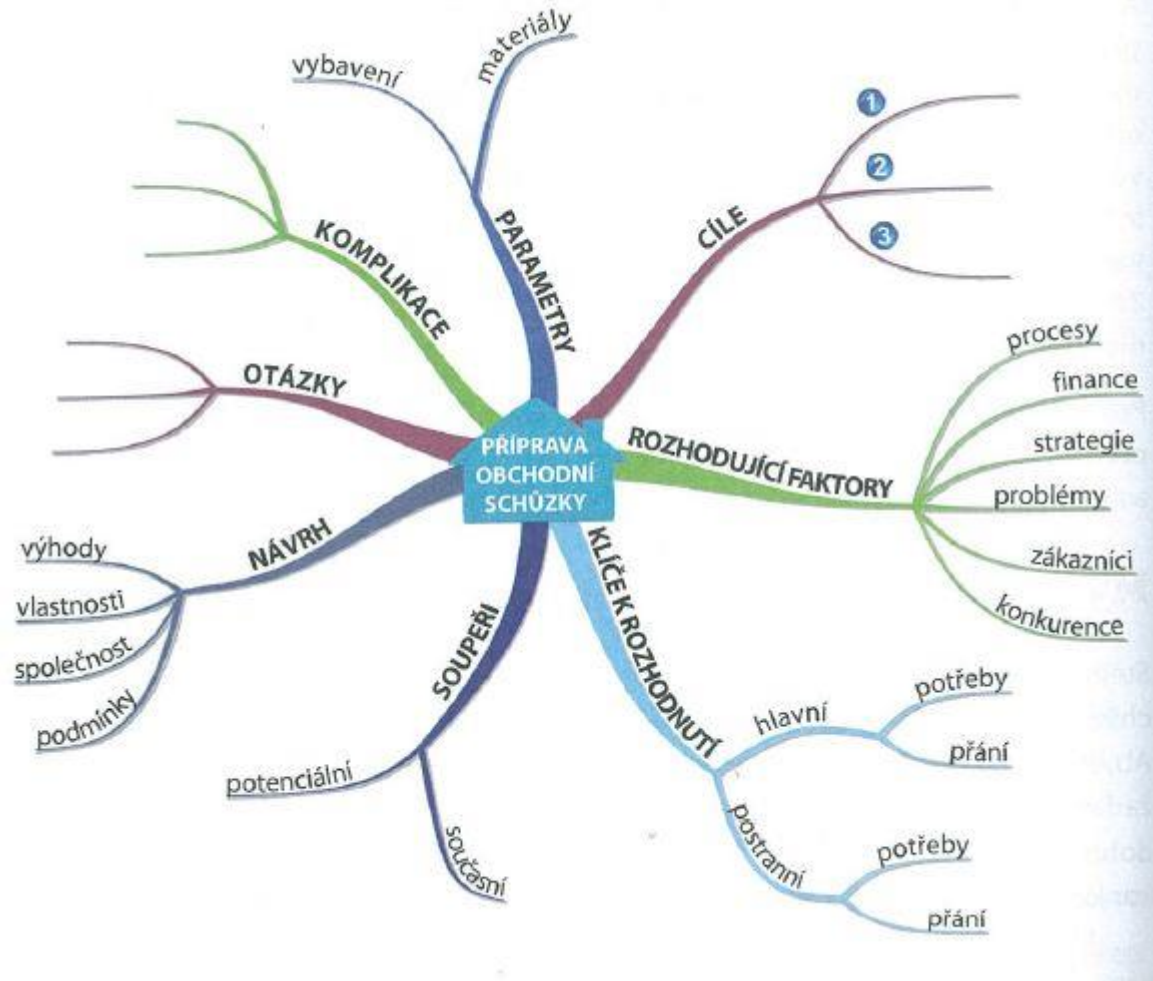 PŘÍPRAVA
OBCHODNÍ
SCHŮZKY
CÍLE
1
2
3
ROZHODUJÍCÍ FAKTORY
procesy
finance
strategie
problémy
zákazníci
konkurence
KLÍČE K ROZHODNUTÍ
hlavní
potřeby
přání
postranní
potřeby
přání
SOUPEŘI
současní
potenciální
NÁVRH
výhody
vlastnosti
společnost
podmínky
OTÁZKY
KOMPLIKACE
PARAMETRY
vybavení
materiály